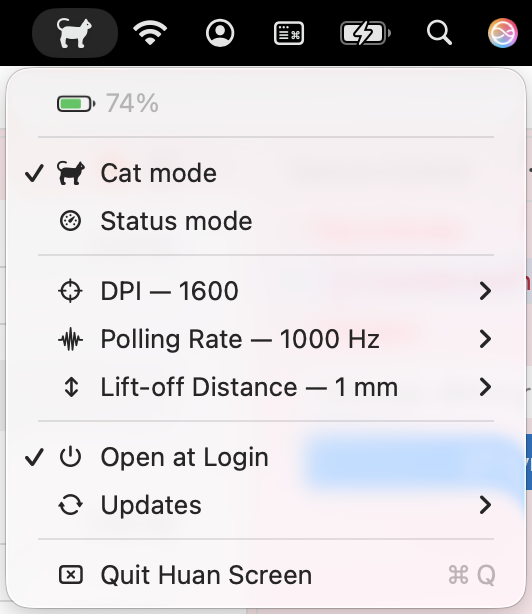 74%
Cat mode
Status mode
DPI — 1600
Polling Rate — 1000 Hz
Lift-off Distance — 1 mm
Open at Login
Updates
Quit Huan Screen ⌘ Q